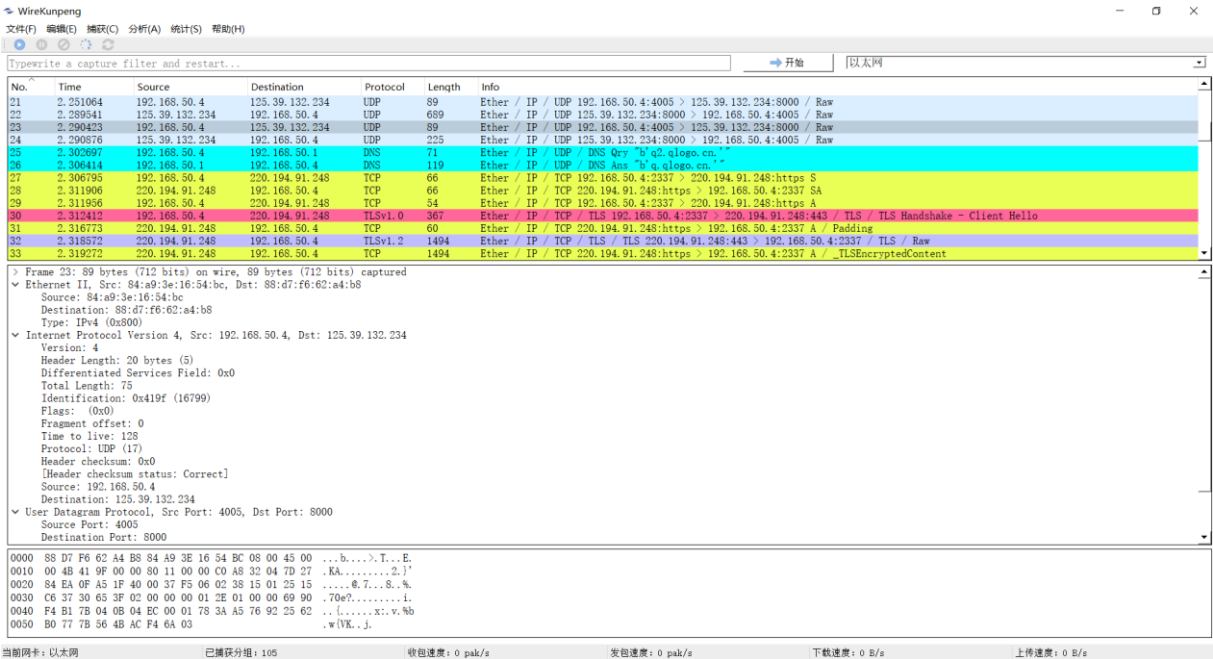 WireKunpeng
文件(F) 编辑(E) 捕获(C) 分析(A) 统计(S) 帮助(H)
Typewrite a capture filter and restart... 开始 以太网
No. Time Source Destination Protocol Length Info
21 2.251064 192.168.50.4 125.39.132.234 UDP 89 Ether / IP / UDP 192.168.50.4:4005 > 125.39.132.234:8000 / Raw
22 2.289541 125.39.132.234 192.168.50.4 UDP 689 Ether / IP / UDP 125.39.132.234:8000 > 192.168.50.4:4005 / Raw
23 2.290423 192.168.50.4 125.39.132.234 UDP 89 Ether / IP / UDP 192.168.50.4:4005 > 125.39.132.234:8000 / Raw
24 2.290876 125.39.132.234 192.168.50.4 UDP 225 Ether / IP / UDP 125.39.132.234:8000 > 192.168.50.4:4005 / Raw
25 2.302697 192.168.50.4 192.168.50.1 DNS 71 Ether / IP / UDP / DNS Qry "b'q2.qlogo.cn.'"
26 2.306414 192.168.50.1 192.168.50.4 DNS 119 Ether / IP / UDP / DNS Ans "b'q.qlogo.cn.'"
27 2.306795 192.168.50.4 220.194.91.248 TCP 66 Ether / IP / TCP 192.168.50.4:2337 > 220.194.91.248:https S
28 2.311906 220.194.91.248 192.168.50.4 TCP 66 Ether / IP / TCP 220.194.91.248:https > 192.168.50.4:2337 SA
29 2.311956 192.168.50.4 220.194.91.248 TCP 54 Ether / IP / TCP 192.168.50.4:2337 > 220.194.91.248:https A
30 2.312412 192.168.50.4 220.194.91.248 TLSv1.0 367 Ether / IP / TCP / TLS 192.168.50.4:2337 > 220.194.91.248:443 / TLS / TLS Handshake - Client Hello
31 2.316773 220.194.91.248 192.168.50.4 TCP 60 Ether / IP / TCP 220.194.91.248:https > 192.168.50.4:2337 A / Padding
32 2.318572 220.194.91.248 192.168.50.4 TLSv1.2 1494 Ether / IP / TCP / TLS / TLS 220.194.91.248:443 > 192.168.50.4:2337 / TLS / Raw
33 2.319272 220.194.91.248 192.168.50.4 TCP 1494 Ether / IP / TCP 220.194.91.248:https > 192.168.50.4:2337 A / _TLSEncryptedContent
> Frame 23: 89 bytes (712 bits) on wire, 89 bytes (712 bits) captured
Ethernet II, Src: 84:a9:3e:16:54:bc, Dst: 88:d7:f6:62:a4:b8
Source: 84:a9:3e:16:54:bc
Destination: 88:d7:f6:62:a4:b8
Type: IPv4 (0x800)
Internet Protocol Version 4, Src: 192.168.50.4, Dst: 125.39.132.234
Version: 4
Header Length: 20 bytes (5)
Differentiated Services Field: 0x0
Total Length: 75
Identification: 0x419f (16799)
Flags: (0x0)
Fragment offset: 0
Time to live: 128
Protocol: UDP (17)
Header checksum: 0x0
[Header checksum status: Correct]
Source: 192.168.50.4
Destination: 125.39.132.234
User Datagram Protocol, Src Port: 4005, Dst Port: 8000
Source Port: 4005
Destination Port: 8000
0000 88 D7 F6 62 A4 B8 84 A9 3E 16 54 BC 08 00 45 00 ...b....>.T...E.
0010 00 4B 41 9F 00 00 80 11 00 00 C0 A8 32 04 7D 27 .KA.........2.}'
0020 84 EA 0F A5 1F 40 00 37 F5 06 02 38 15 01 25 15 .....@.7...8..%.
0030 C6 37 30 65 3F 02 00 00 00 01 2E 01 00 00 69 90 .70e?.........i.
0040 F4 B1 7B 04 0B 04 EC 00 01 78 3A A5 76 92 25 62 ..{......x:.v.%b
0050 B0 77 7B 56 4B AC F4 6A 03 .w{VK..j.
当前网卡: 以太网 已捕获分组: 105 收包速度: 0 pak/s 发包速度: 0 pak/s 下载速度: 0 B/s 上传速度: 0 B/s